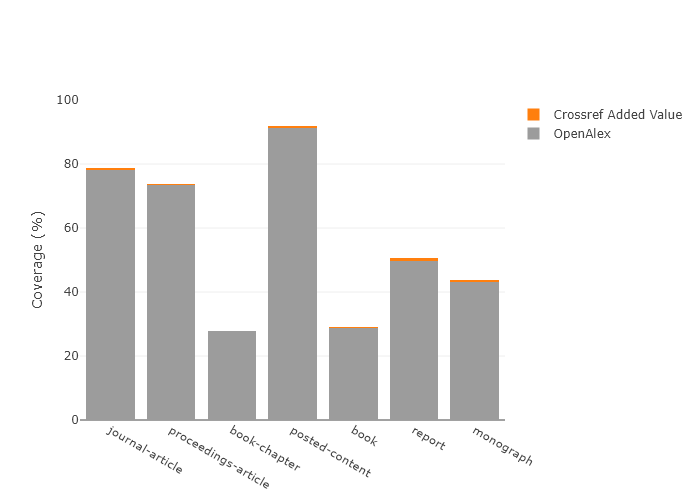 Crossref Added Value
OpenAlex
Coverage (%)
100
80
60
40
20
0
journal-article
proceedings-article
book-chapter
posted-content
book
report
monograph